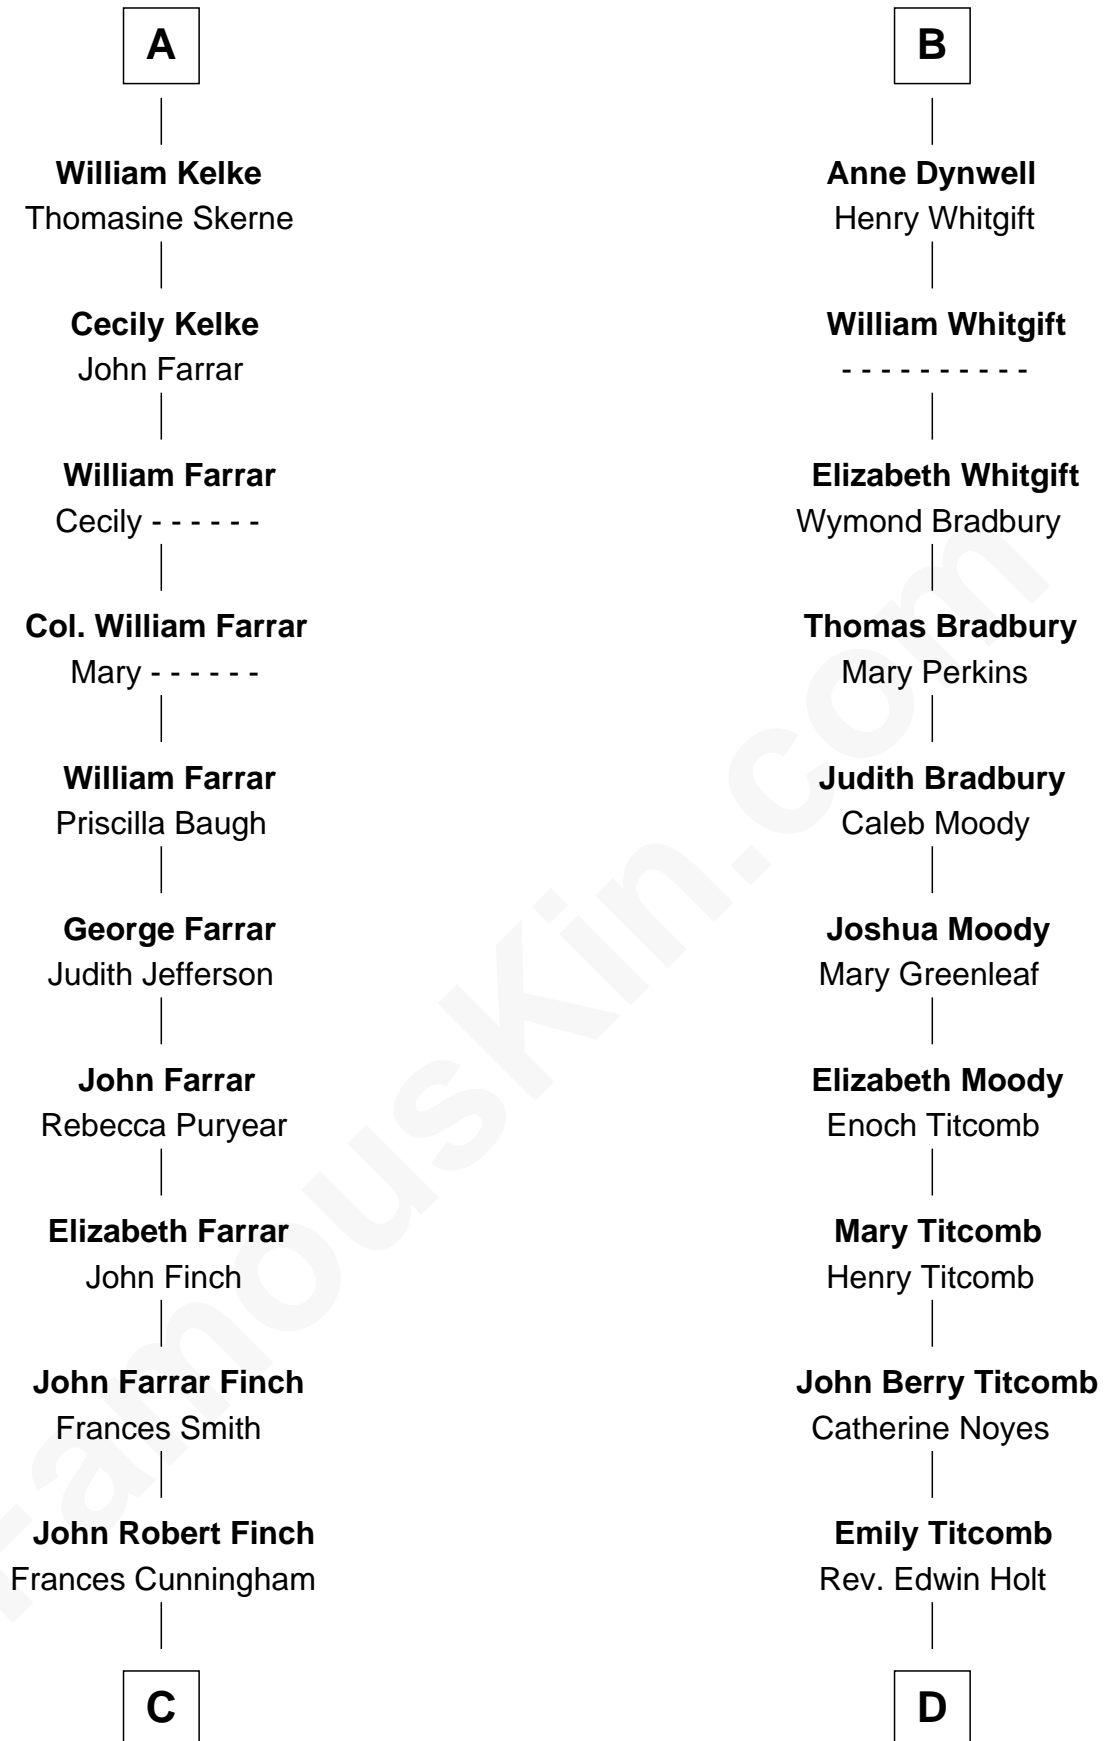 A
William Kelke
Thomasine Skerne
Cecily Kelke
John Farrar
William Farrar
Cecily - - - - - -
Col. William Farrar
Mary - - - - - -
William Farrar
Priscilla Baugh
George Farrar
Judith Jefferson
John Farrar
Rebecca Puryear
Elizabeth Farrar
John Finch
John Farrar Finch
Frances Smith
John Robert Finch
Frances Cunningham
C
B
Anne Dynwell
Henry Whitgift
William Whitgift
- - - - - - - - - -
Elizabeth Whitgift
Wymond Bradbury
Thomas Bradbury
Mary Perkins
Judith Bradbury
Caleb Moody
Joshua Moody
Mary Greenleaf
Elizabeth Moody
Enoch Titcomb
Mary Titcomb
Henry Titcomb
John Berry Titcomb
Catherine Noyes
Emily Titcomb
Rev. Edwin Holt
D
FamousKin.com